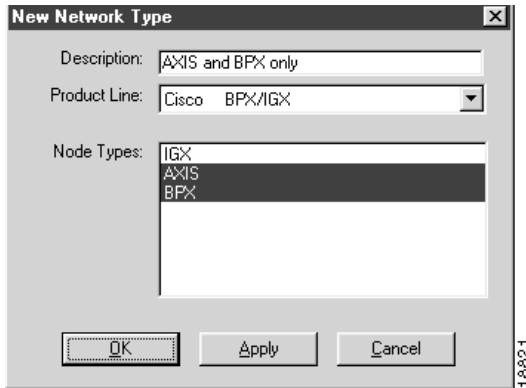 New Network Type
Description: AXIS and BPX only
Product Line: Cisco BPX/IGX
Node Types: IGX
AXIS
BPX
OK Apply Cancel
18821